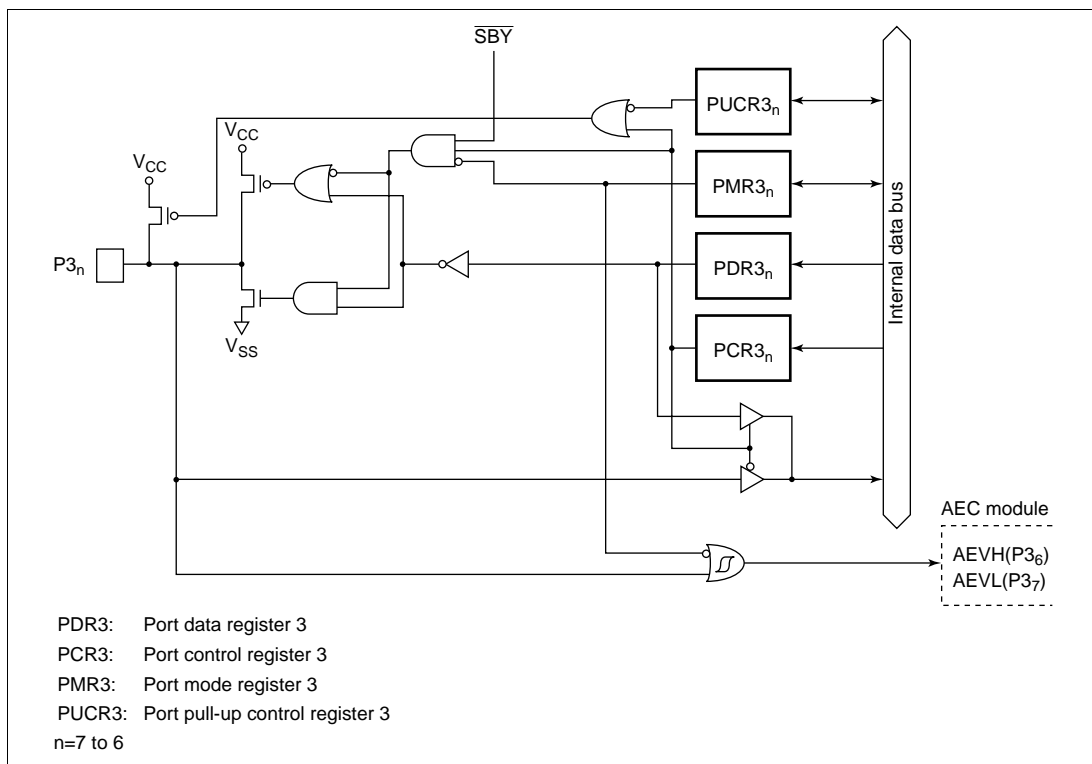 SBY
PUCR3n
VCC
VCC
PMR3n
P3n
PDR3n
Internal data bus
VSS
PCR3n
AEC module
AEVH(P36)
AEVL(P37)
PDR3: Port data register 3
PCR3: Port control register 3
PMR3: Port mode register 3
PUCR3: Port pull-up control register 3
n=7 to 6